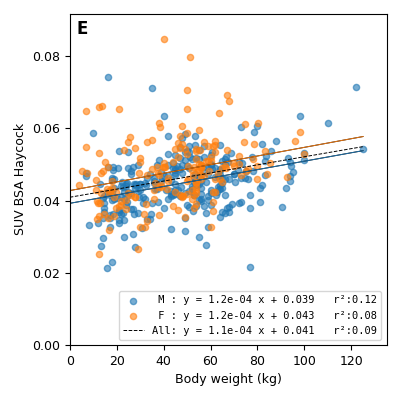 E
SUV BSA Haycock
0.08
0.06
0.04
0.02
0.00
M : y = 1.2e-04 x + 0.039 r²:0.12
F : y = 1.2e-04 x + 0.043 r²:0.08
All: y = 1.1e-04 x + 0.041 r²:0.09
0 20 40 60 80 100 120
Body weight (kg)